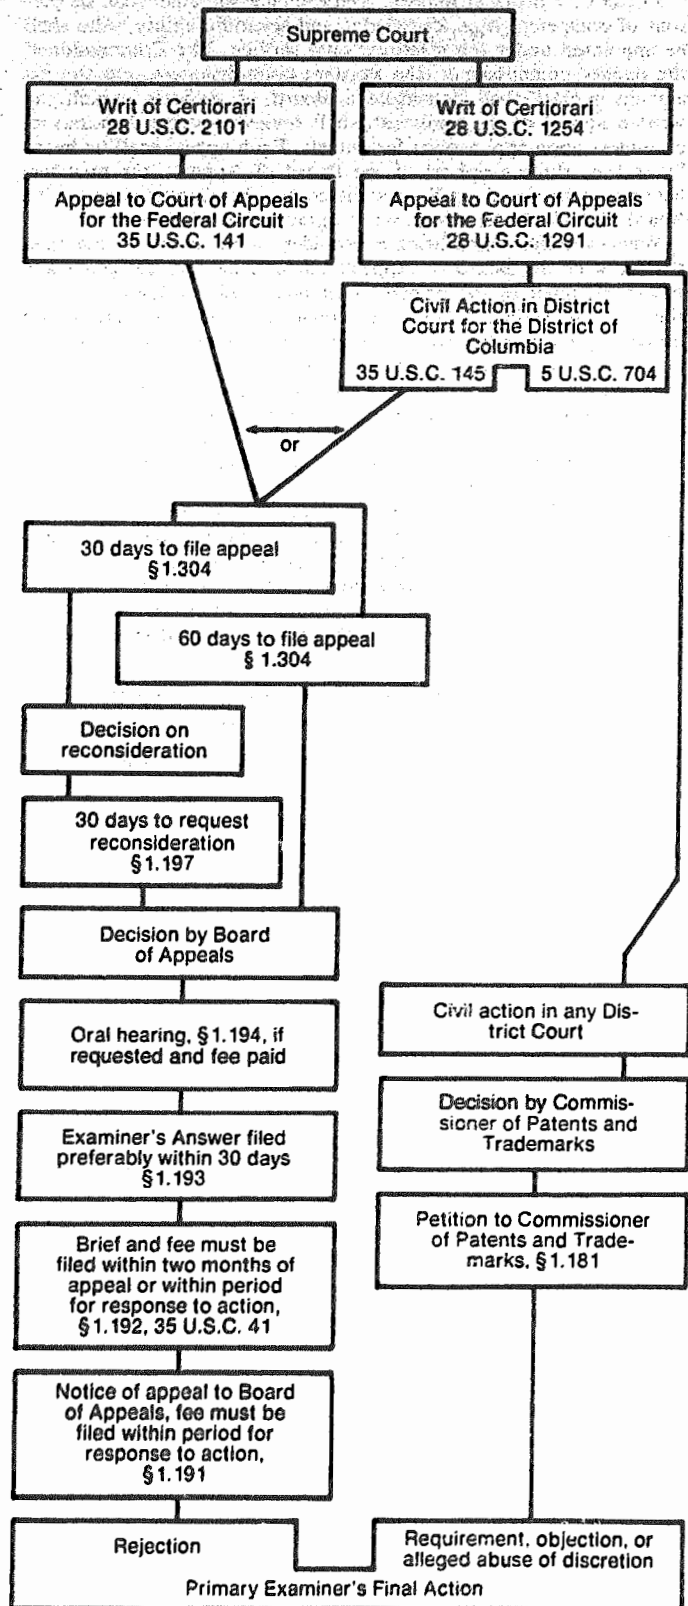 Supreme Court
Writ of Certiorari
28 U.S.C. 2101
Writ of Certiorari
28 U.S.C. 1254
Appeal to Court of Appeals
for the Federal Circuit
35 U.S.C. 141
Appeal to Court of Appeals
for the Federal Circuit
28 U.S.C. 1291
Civil Action in District
Court for the District of
Columbia
35 U.S.C. 145
5 U.S.C. 704
or
30 days to file appeal
§1.304
60 days to file appeal
§ 1.304
Decision on
reconsideration
30 days to request
reconsideration
§1.197
Decision by Board
of Appeals
Oral hearing, §1.194, if
requested and fee paid
Examiner's Answer filed
preferably within 30 days
§1.193
Brief and fee must be
filed within two months of
appeal or within period
for response to action,
§1.192, 35 U.S.C. 41
Notice of appeal to Board
of Appeals, fee must be
filed within period for
response to action,
§1.191
Civil action in any Dis-
trict Court
Decision by Commis-
sioner of Patents and
Trademarks
Petition to Commissioner
of Patents and Trade-
marks, §1.181
Rejection
Requirement, objection, or
alleged abuse of discretion
Primary Examiner's Final Action